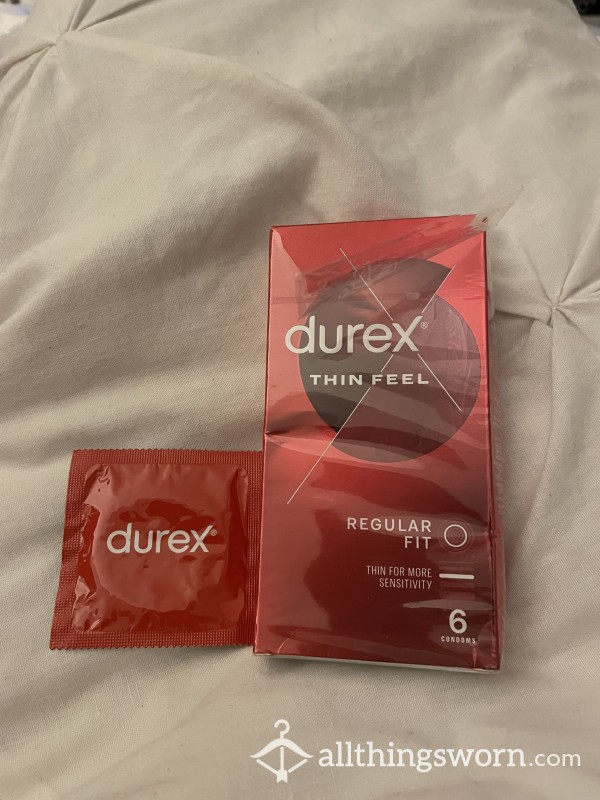 durex®
THIN FEEL
REGULAR
FIT
THIN FOR MORE
SENSITIVITY
6
CONDOMS
durex®
allthingsworn.com